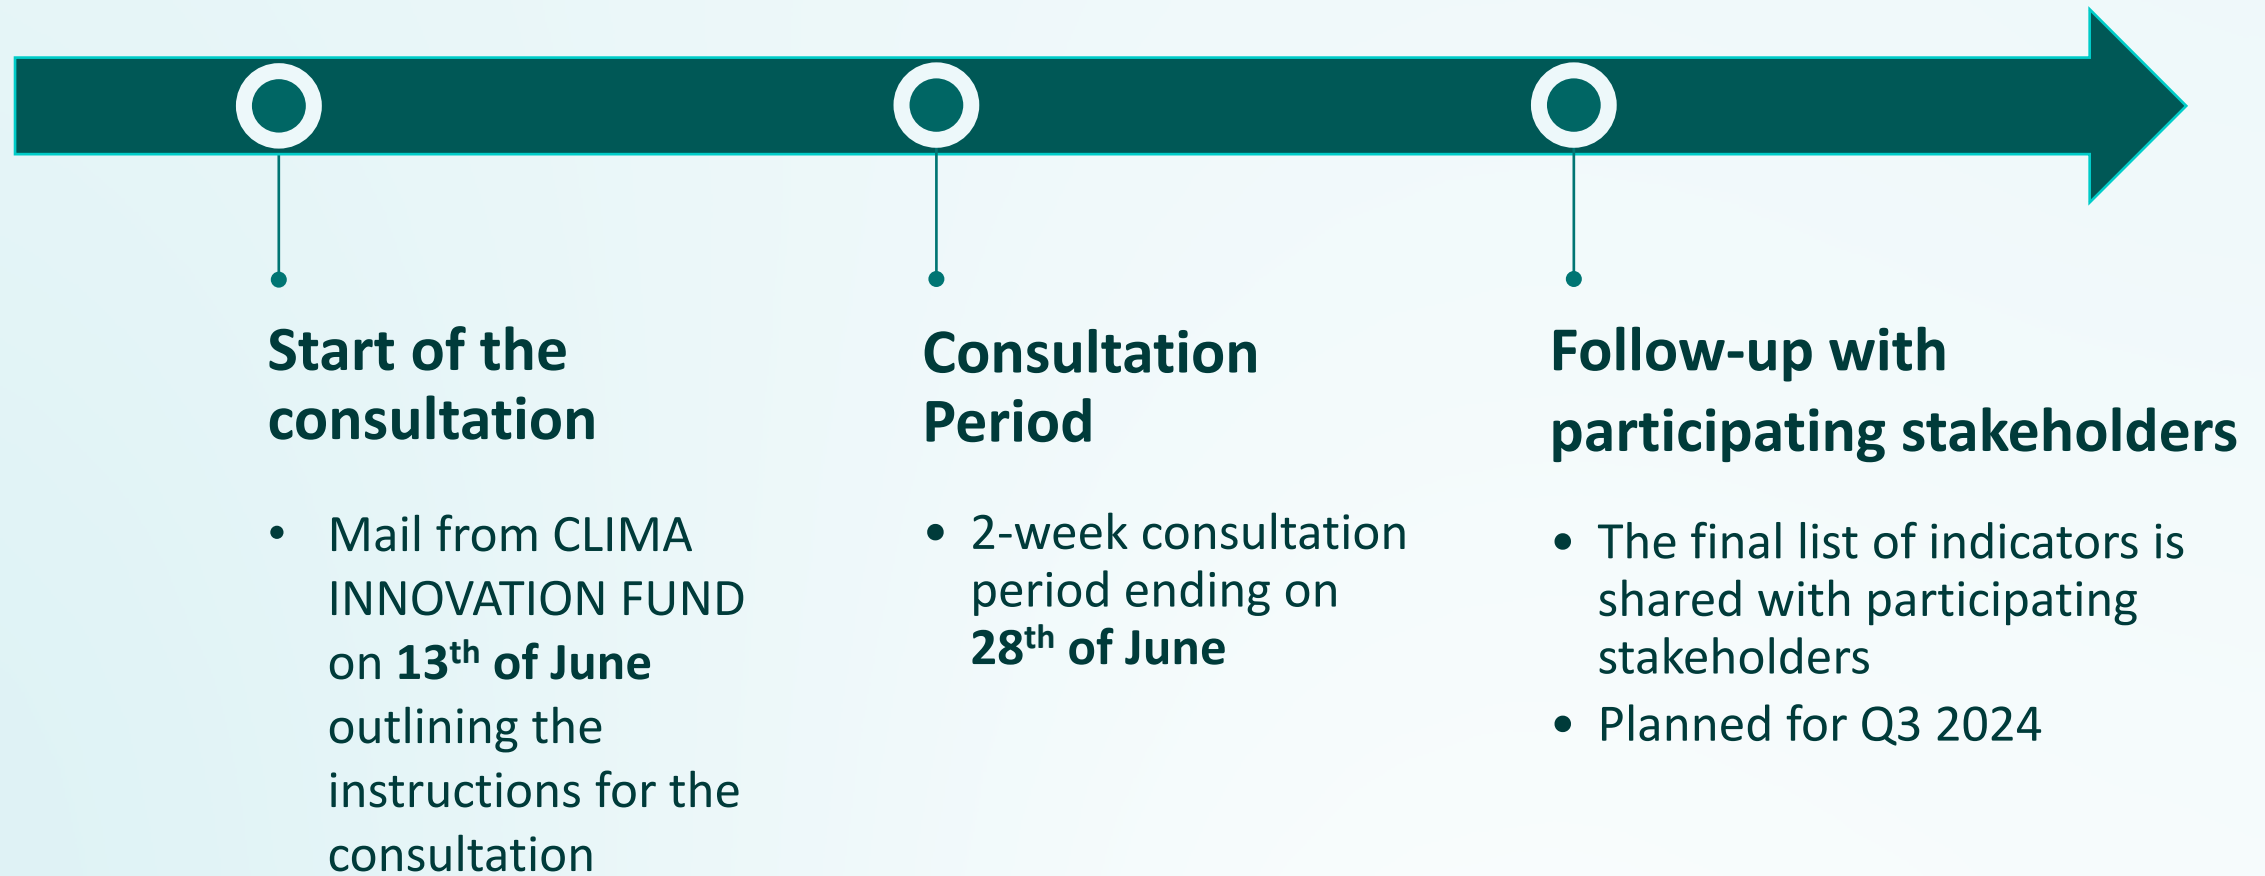 Start of the
consultation
• Mail from CLIMA
INNOVATION FUND
on 13th of June
outlining the
instructions for the
consultation
Consultation
Period
• 2-week consultation
period ending on
28th of June
Follow-up with
participating stakeholders
• The final list of indicators is
shared with participating
stakeholders
• Planned for Q3 2024